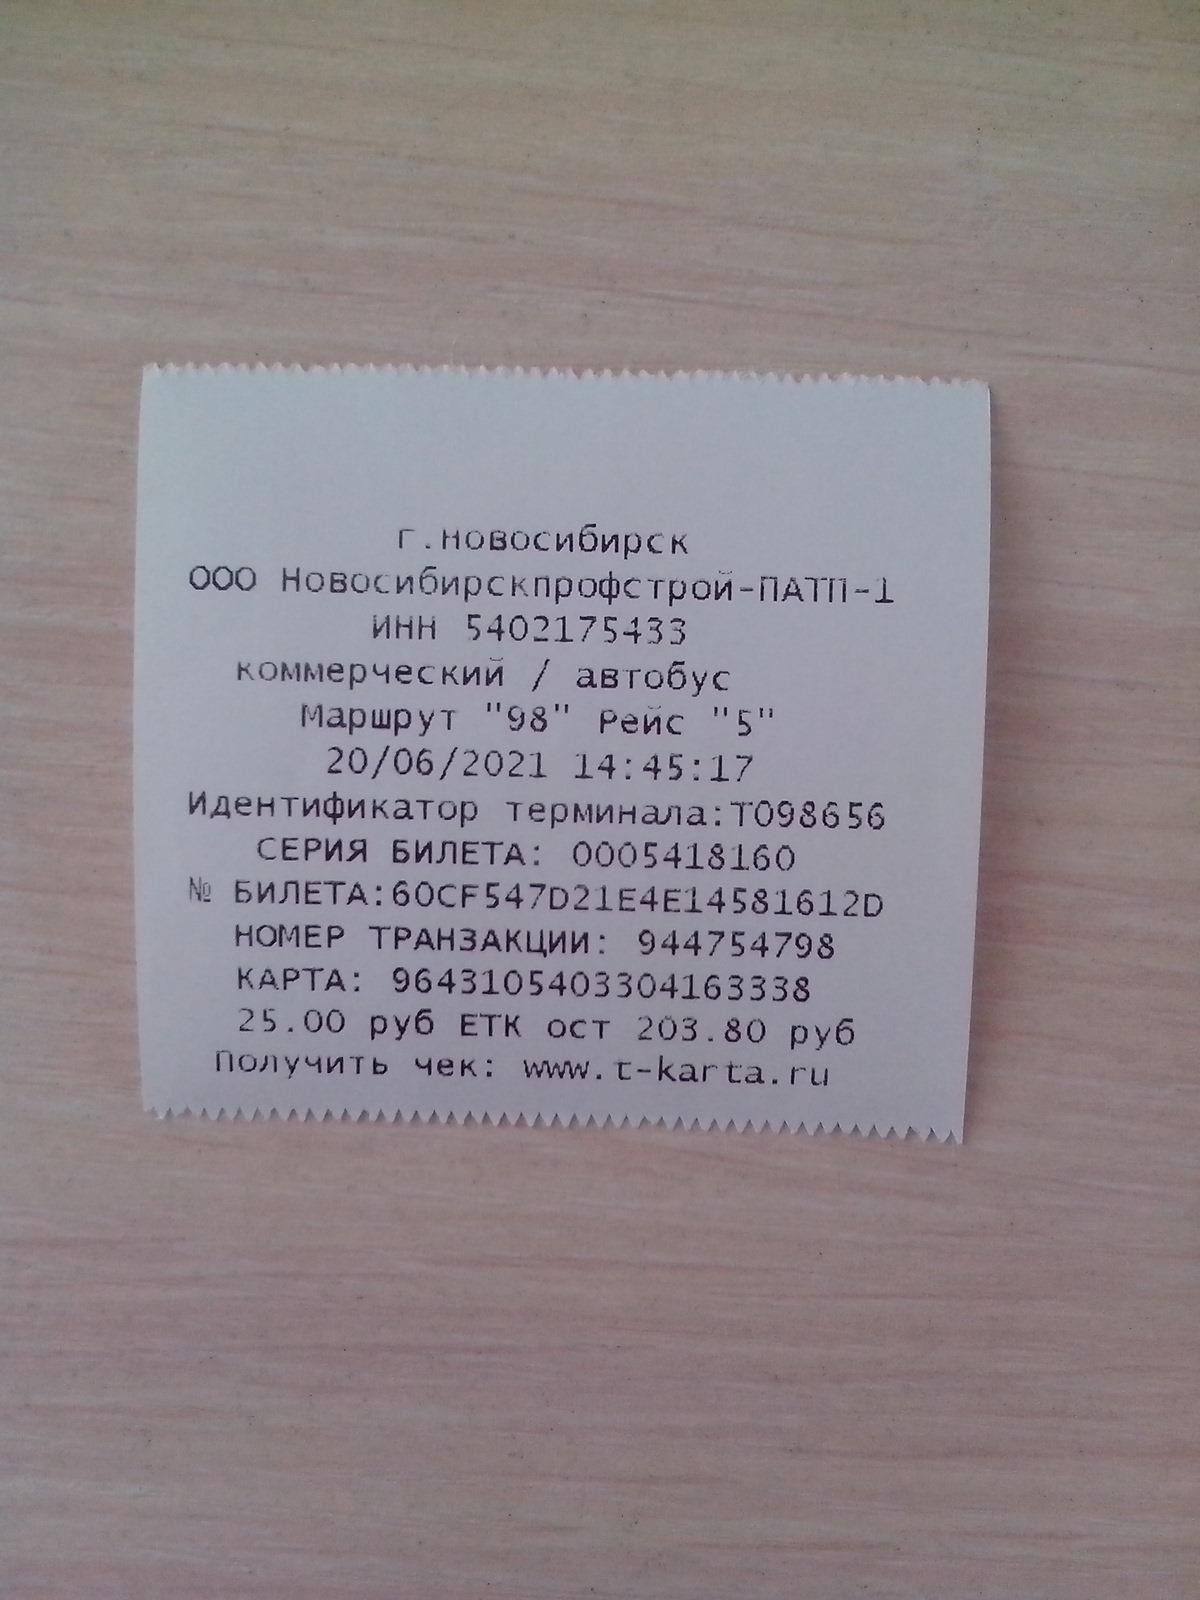 г.Новосибирск
ООО Новосибирскпрофстрой-ПАТП-1
ИНН 5402175433
коммерческий / автобус
Маршрут "98" Рейс "5"
20/06/2021 14:45:17
Идентификатор терминала:T098656
СЕРИЯ БИЛЕТА: 0005418160
№ БИЛЕТА:60CF547D21E4E14581612D
НОМЕР ТРАНЗАКЦИИ: 944754798
КАРТА: 9643105403304163338
25.00 руб ЕТК ост 203.80 руб
Получить чек: www.t-karta.ru